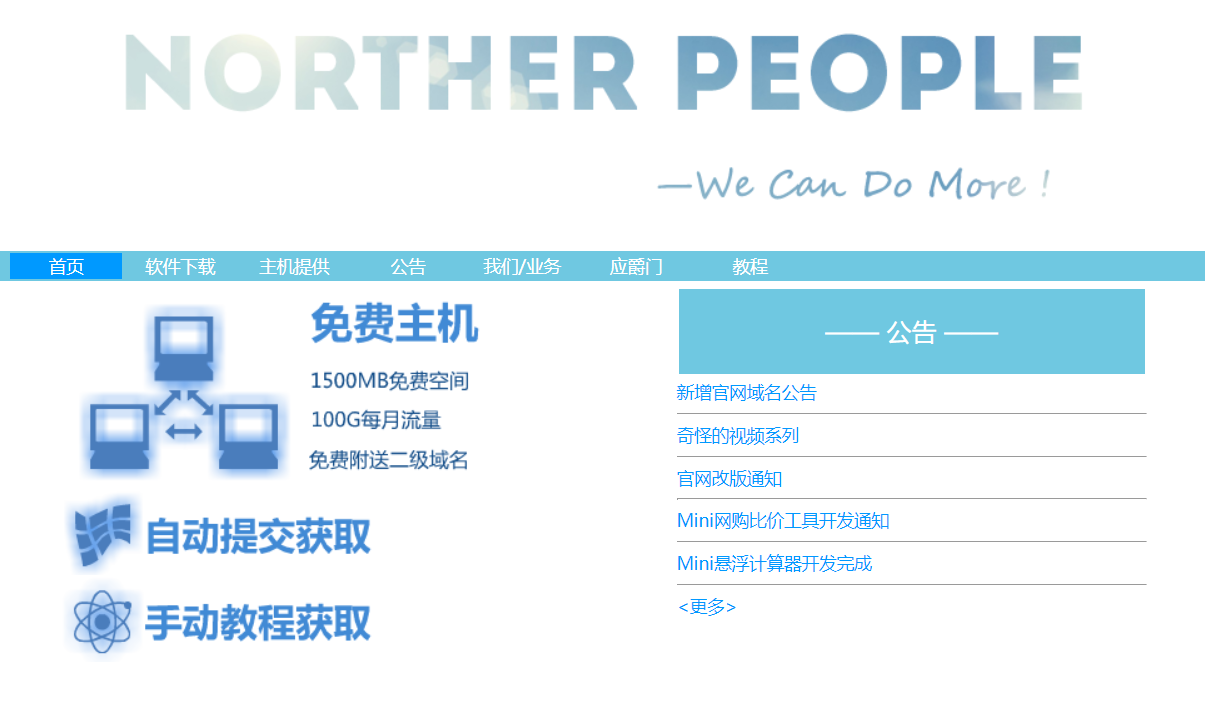 NORTHER PEOPLE
—We Can Do More !
首页 软件下载 主机提供 公告 我们/业务 应爵门 教程
免费主机
1500MB免费空间
100G每月流量
免费附送二级域名
自动提交获取
手动教程获取
—— 公告 ——
新增官网域名公告
奇怪的视频系列
官网改版通知
Mini网购比价工具开发通知
Mini悬浮计算器开发完成
<更多>